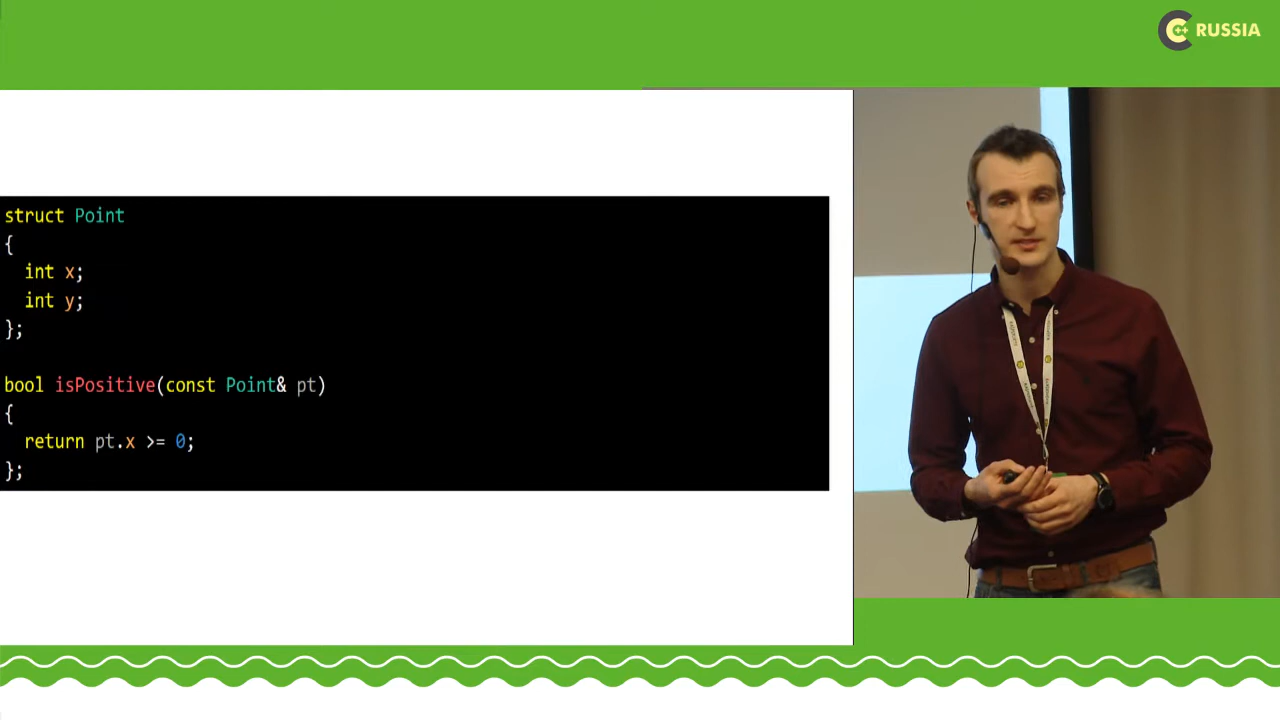 C++ RUSSIA
struct Point
{
  int x;
  int y;
};
bool isPositive(const Point& pt)
{
  return pt.x >= 0;
};